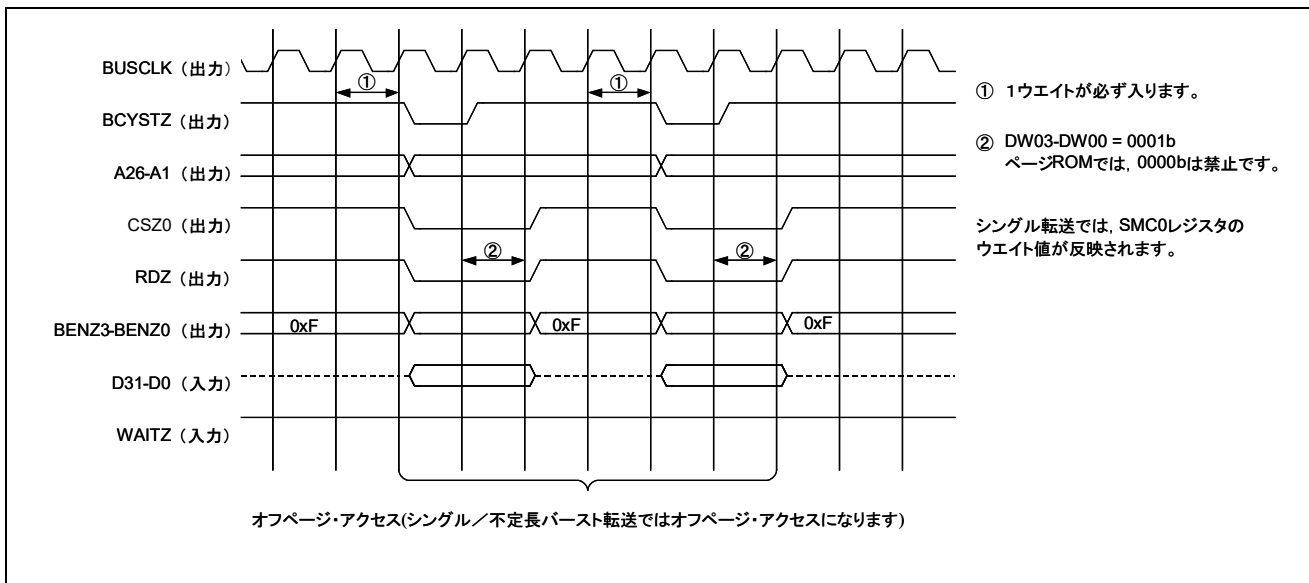 BUSCLK（出力）
①
①
BCYSTZ（出力）
A26-A1（出力）
CSZ0（出力）
②
②
RDZ（出力）
BENZ3-BENZ0（出力）
0xF
0xF
0xF
D31-D0（入力）
WAITZ（入力）
オフページ・アクセス(シングル／不定長バースト転送ではオフページ・アクセスになります)
① 1ウエイトが必ず入ります。
② DW03-DW00 = 0001b
ページROMでは，0000bは禁止です。
シングル転送では，SMC0レジスタの
ウエイト値が反映されます。